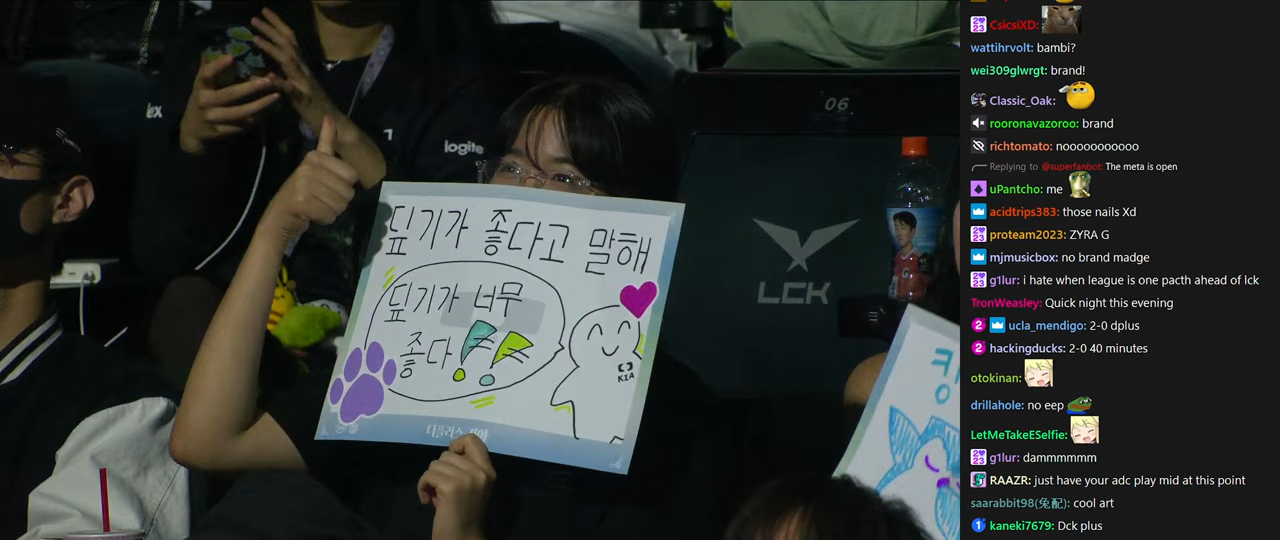 ex
logite
06
딮기가 좋다고 말해
딮기가 너무
좋다
KIA
LCK
CsicsiXD:
wattihrvolt: bambi?
wei309glwrgt: brand!
Classic_Oak:
rooronavazoroo: brand
richtomato: nooooooooooo
Replying to @superfanbot: The meta is open
uPantcho: me
acidtrips383: those nails Xd
proteam2023: ZYRA G
mjmusicbox: no brand madge
g1lur: i hate when league is one pacth ahead of lck
TronWeasley: Quick night this evening
ucla_mendigo: 2-0 dplus
hackingducks: 2-0 40 minutes
otokinan:
drillahole: no eep
LetMeTakeESelfie:
g1lur: dammmmmm
RAAZR: just have your adc play mid at this point
saarabbit98(兔配): cool art
kaneki7679: Dck plus